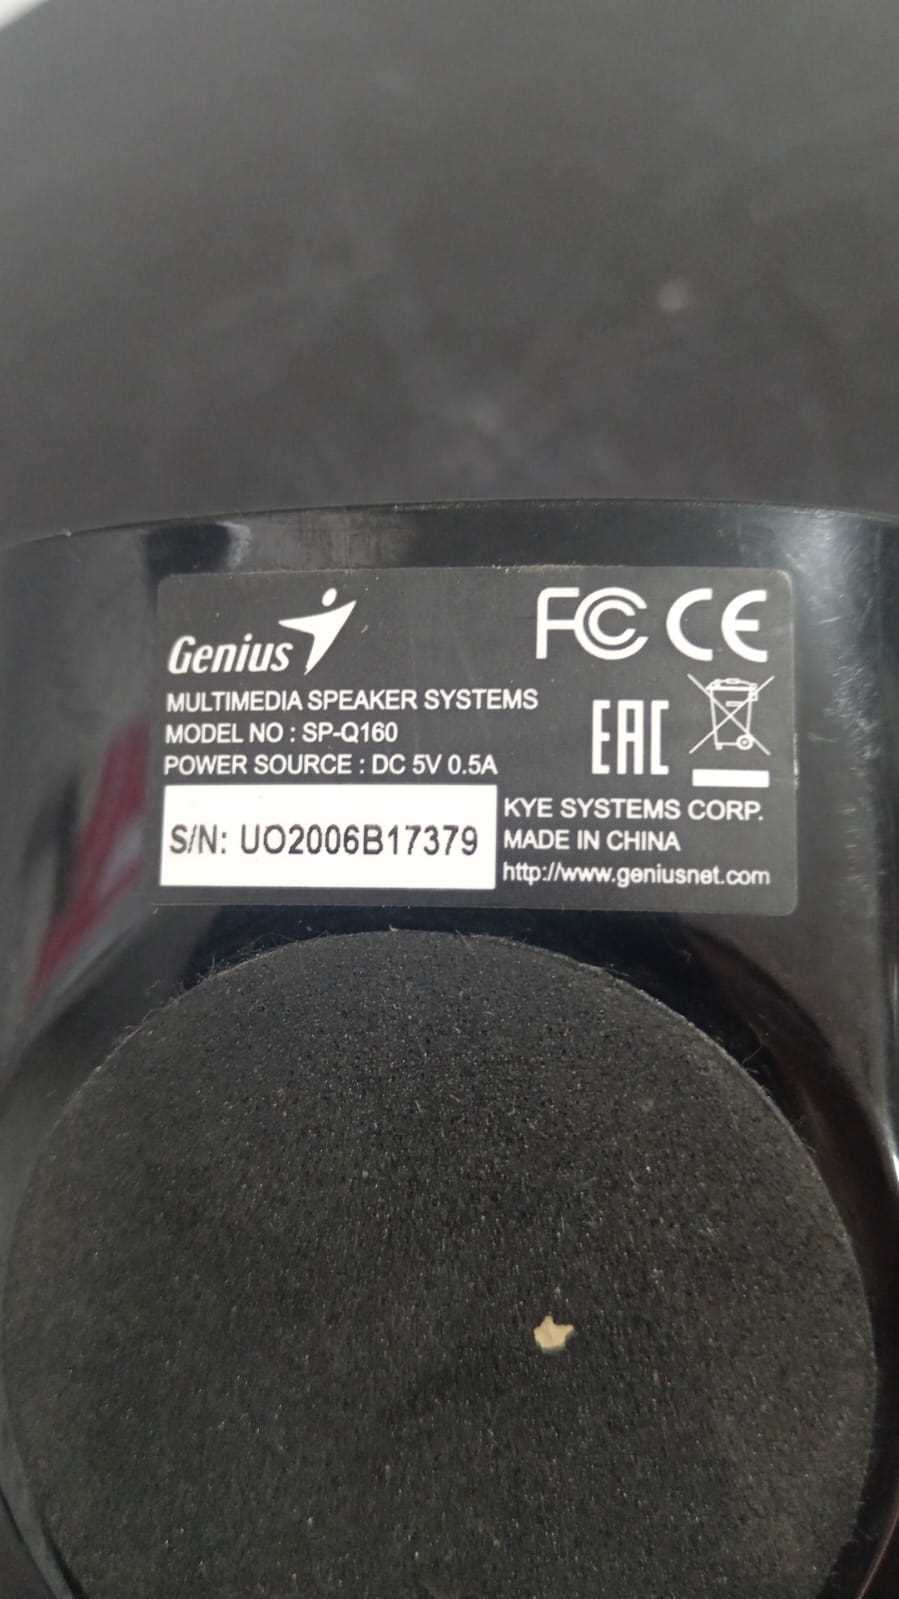 Genius
FC CE
MULTIMEDIA SPEAKER SYSTEMS
MODEL NO : SP-Q160
POWER SOURCE : DC 5V 0.5A
EAC
S/N: UO2006B17379
KYE SYSTEMS CORP.
MADE IN CHINA
http://www.geniusnet.com